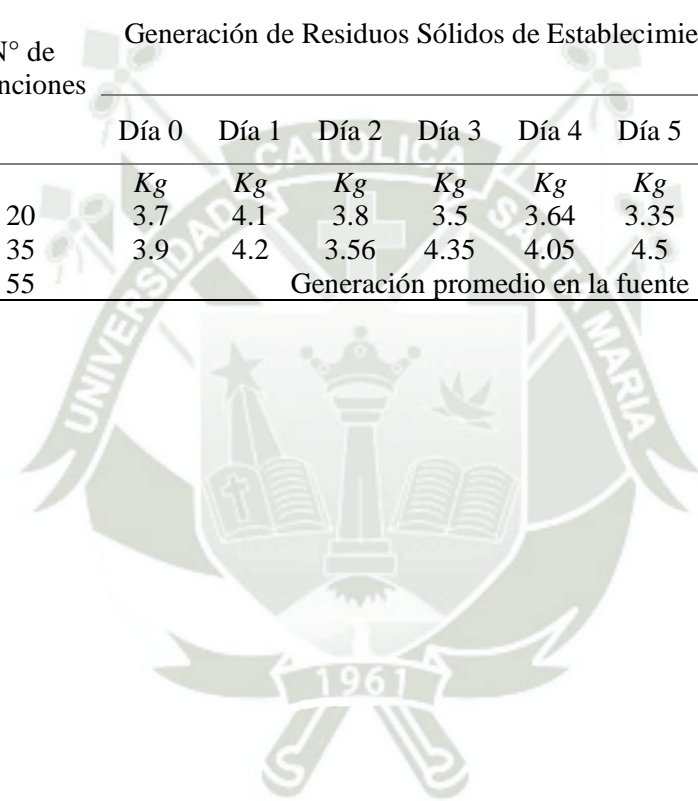 Generación de Residuos Sólidos de
N° de
Día 0 Día 1 Día 2 Día 3 Día 4 Día 5
Kg Kg Kg Kg Kg Kg
20 3.7 4.1 3.8 3.5 3.64 3.35
35 3.9 4.2 3.56 4.35 4.05 4.5
55 Generación promedio en la fuente
UNIVERSIDAD CATOLICA SANTA MARIA
1961